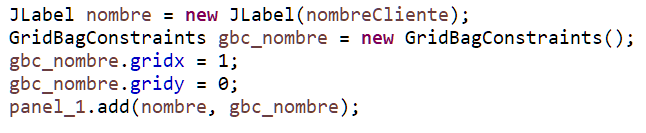 JLabel nombre = new JLabel(nombreCliente);
GridBagConstraints gbc_nombre = new GridBagConstraints();
gbc_nombre.gridx = 1;
gbc_nombre.gridy = 0;
panel_1.add(nombre, gbc_nombre);